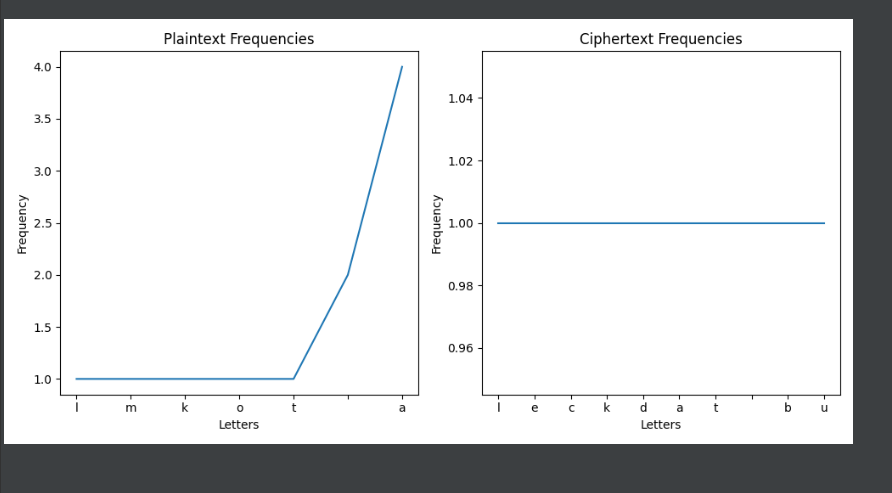 Plaintext Frequencies
4.0
3.5
3.0
2.5
2.0
1.5
1.0
Frequency
l m k o t a
Letters
Ciphertext Frequencies
1.04
1.02
1.00
0.98
0.96
Frequency
l e c k d a t b u
Letters